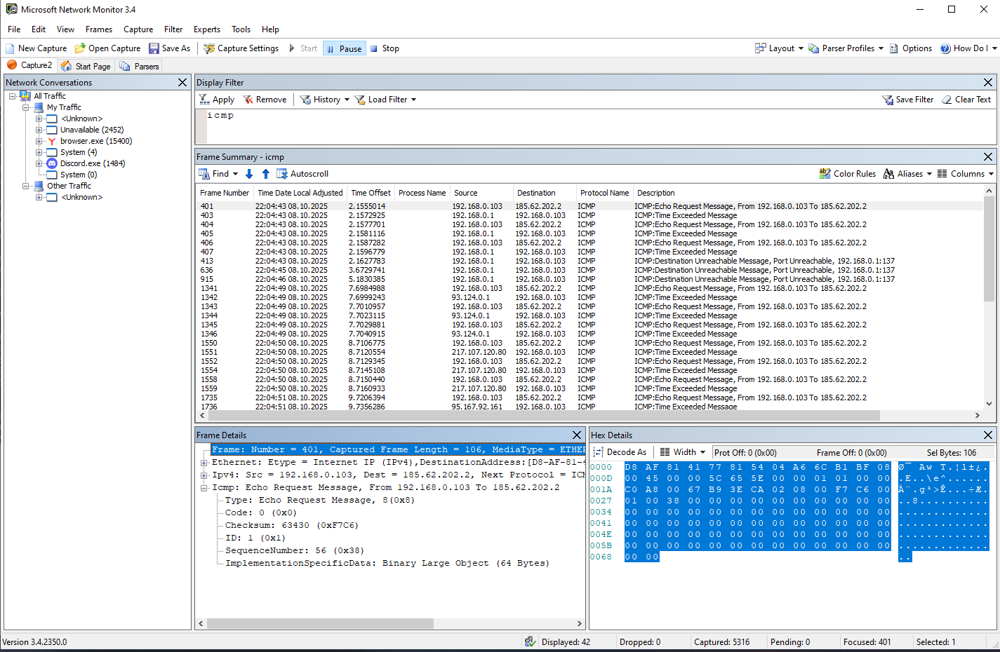 Microsoft Network Monitor 3.4
File Edit View Frames Capture Filter Experts Tools Help
New Capture Open Capture Save As Capture Settings Start Pause Stop Layout Parser Profiles Options How Do I
Capture2 Start Page Parsers
Network Conversations
All Traffic
My Traffic
<Unknown>
Unavailable (2452)
browser.exe (15400)
System (4)
Discord.exe (1484)
System (0)
Other Traffic
<Unknown>
Display Filter
Apply Remove History Load Filter Save Filter Clear Text
icmp
Frame Summary - icmp
Find Autoscroll Color Rules Aliases Columns
Frame Number Time Date Local Adjusted Time Offset Process Name Source Destination Protocol Name Description
401 22:04:43 08.10.2025 2.1555014 192.168.0.103 185.62.202.2 ICMP ICMP:Echo Request Message, From 192.168.0.103 To 185.62.202.2
403 22:04:43 08.10.2025 2.1572925 192.168.0.1 192.168.0.103 ICMP ICMP:Time Exceeded Message
404 22:04:43 08.10.2025 2.1577701 192.168.0.103 185.62.202.2 ICMP ICMP:Echo Request Message, From 192.168.0.103 To 185.62.202.2
405 22:04:43 08.10.2025 2.1581116 192.168.0.1 192.168.0.103 ICMP ICMP:Time Exceeded Message
406 22:04:43 08.10.2025 2.1587282 192.168.0.103 185.62.202.2 ICMP ICMP:Echo Request Message, From 192.168.0.103 To 185.62.202.2
407 22:04:43 08.10.2025 2.1596779 192.168.0.1 192.168.0.103 ICMP ICMP:Time Exceeded Message
413 22:04:43 08.10.2025 2.1627783 192.168.0.1 192.168.0.103 ICMP ICMP:Destination Unreachable Message, Port Unreachable, 192.168.0.1:137
636 22:04:45 08.10.2025 3.6729741 192.168.0.1 192.168.0.103 ICMP ICMP:Destination Unreachable Message, Port Unreachable, 192.168.0.1:137
915 22:04:46 08.10.2025 5.1830385 192.168.0.1 192.168.0.103 ICMP ICMP:Destination Unreachable Message, Port Unreachable, 192.168.0.1:137
1341 22:04:49 08.10.2025 7.6984988 192.168.0.103 185.62.202.2 ICMP ICMP:Echo Request Message, From 192.168.0.103 To 185.62.202.2
1342 22:04:49 08.10.2025 7.6999243 93.124.0.1 192.168.0.103 ICMP ICMP:Time Exceeded Message
1343 22:04:49 08.10.2025 7.7010957 192.168.0.103 185.62.202.2 ICMP ICMP:Echo Request Message, From 192.168.0.103 To 185.62.202.2
1344 22:04:49 08.10.2025 7.7023115 93.124.0.1 192.168.0.103 ICMP ICMP:Time Exceeded Message
1345 22:04:49 08.10.2025 7.7029881 192.168.0.103 185.62.202.2 ICMP ICMP:Echo Request Message, From 192.168.0.103 To 185.62.202.2
1346 22:04:49 08.10.2025 7.7040915 93.124.0.1 192.168.0.103 ICMP ICMP:Time Exceeded Message
1550 22:04:50 08.10.2025 8.7106775 192.168.0.103 185.62.202.2 ICMP ICMP:Echo Request Message, From 192.168.0.103 To 185.62.202.2
1551 22:04:50 08.10.2025 8.7120554 217.107.120.80 192.168.0.103 ICMP ICMP:Time Exceeded Message
1552 22:04:50 08.10.2025 8.7129345 192.168.0.103 185.62.202.2 ICMP ICMP:Echo Request Message, From 192.168.0.103 To 185.62.202.2
1554 22:04:50 08.10.2025 8.7145108 217.107.120.80 192.168.0.103 ICMP ICMP:Time Exceeded Message
1558 22:04:50 08.10.2025 8.7150440 192.168.0.103 185.62.202.2 ICMP ICMP:Echo Request Message, From 192.168.0.103 To 185.62.202.2
1559 22:04:50 08.10.2025 8.7160933 217.107.120.80 192.168.0.103 ICMP ICMP:Time Exceeded Message
1735 22:04:51 08.10.2025 9.7206394 192.168.0.103 185.62.202.2 ICMP ICMP:Echo Request Message, From 192.168.0.103 To 185.62.202.2
1736 22:04:51 08.10.2025 9.7356286 95.167.92.161 192.168.0.103 ICMP ICMP:Time Exceeded Message
Frame Details
Frame: Number = 401, Captured Frame Length = 106, MediaType = ETHER
Ethernet: Etype = Internet IP (IPv4),DestinationAddress:[D8-AF-81-4
Ipv4: Src = 192.168.0.103, Dest = 185.62.202.2, Next Protocol = ICM
Icmp: Echo Request Message, From 192.168.0.103 To 185.62.202.2
Type: Echo Request Message, 8(0x8)
Code: 0 (0x0)
Checksum: 63430 (0xF7C6)
ID: 1 (0x1)
SequenceNumber: 56 (0x38)
ImplementationSpecificData: Binary Large Object (64 Bytes)
Hex Details
Decode As Width Prot Off: 0 (0x00) Frame Off: 0 (0x00) Sel Bytes: 106
0000 D8 AF 81 41 77 81 54 04 A6 6C B1 BF 08 Ø¯.Aw.T.¦l±¿.
000D 00 45 00 00 5C 65 5E 00 00 01 01 00 00 .E..\e^......
001A C0 A8 00 67 B9 3E CA 02 08 00 F7 C6 00 À¨.g¹>Ê...÷Æ.
0027 01 00 38 00 00 00 00 00 00 00 00 00 00 ..8..........
0034 00 00 00 00 00 00 00 00 00 00 00 00 00 .............
0041 00 00 00 00 00 00 00 00 00 00 00 00 00 .............
004E 00 00 00 00 00 00 00 00 00 00 00 00 00 .............
005B 00 00 00 00 00 00 00 00 00 00 00 00 00 .............
0068 00 00 ..
Version 3.4.2350.0 Displayed: 42 Dropped: 0 Captured: 5316 Pending: 0 Focused: 401 Selected: 1